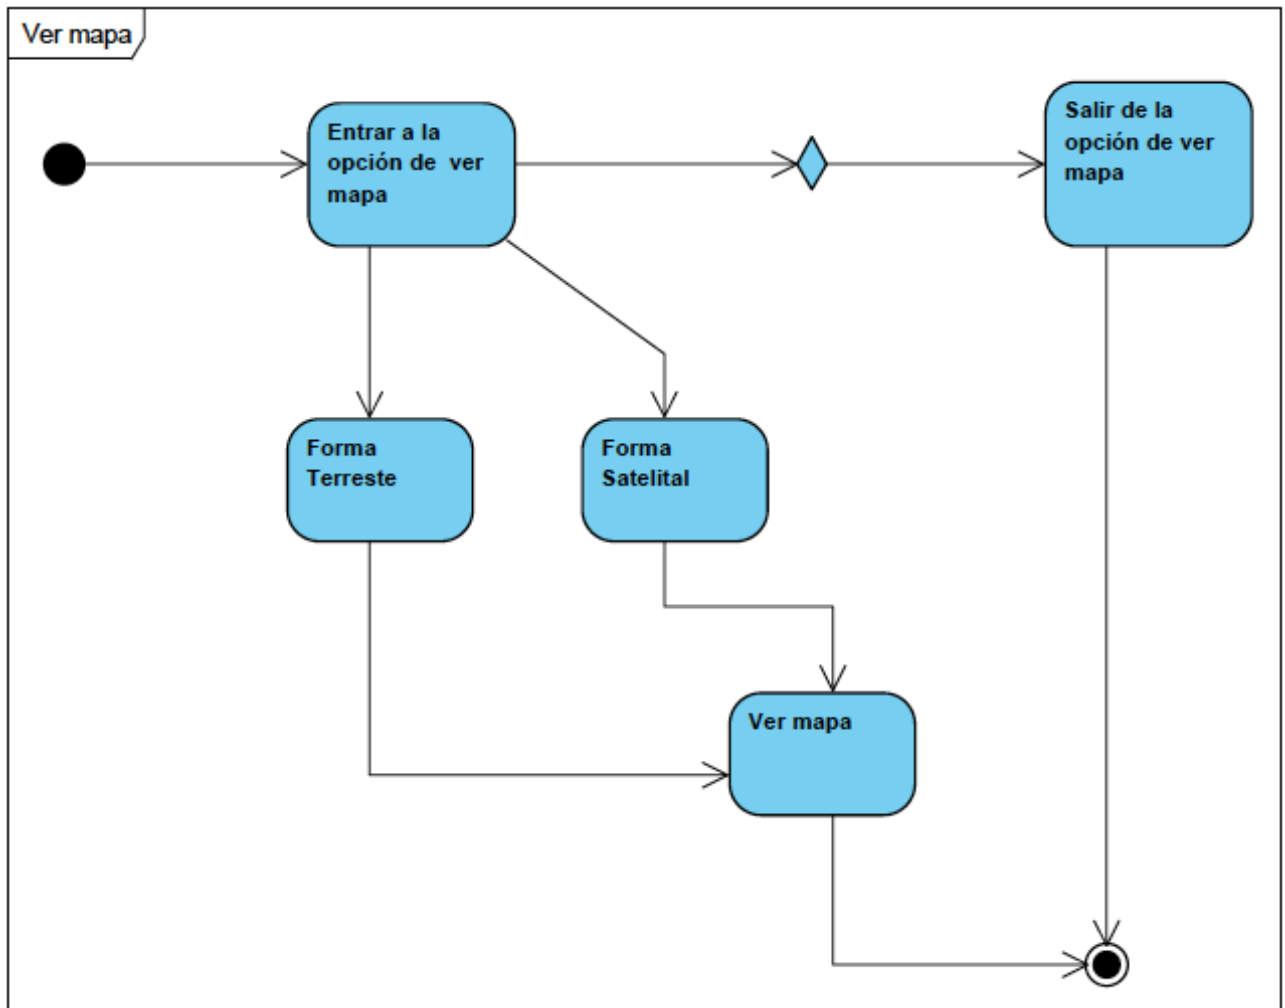 Ver mapa
Entrar a la
opción de ver
mapa
Salir de la
opción de ver
mapa
Forma
Terreste
Forma
Satelital
Ver mapa